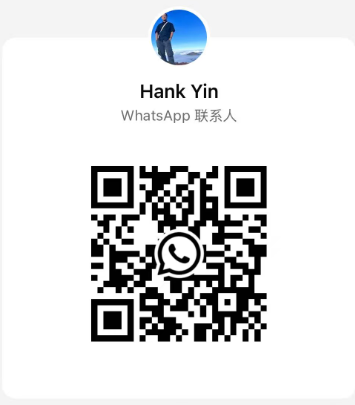 Hank Yin
WhatsApp 联系人